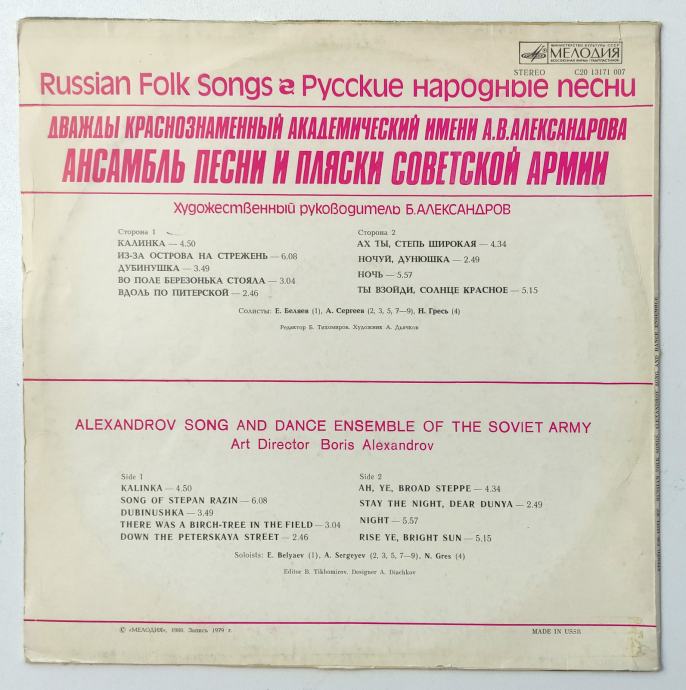 МИНИСТЕРСТВО КУЛЬТУРЫ СССР
МЕЛОДИЯ
ВСЕСОЮЗНАЯ ФИРМА ГРАМПЛАСТИНОК
STEREO С20 13171 007
Russian Folk Songs Русские народные песни
ДВАЖДЫ КРАСНОЗНАМЕННЫЙ АКАДЕМИЧЕСКИЙ ИМЕНИ А.В.АЛЕКСАНДРОВА
АНСАМБЛЬ ПЕСНИ И ПЛЯСКИ СОВЕТСКОЙ АРМИИ
Художественный руководитель Б.АЛЕКСАНДРОВ
Сторона 1
КАЛИНКА — 4.50
ИЗ-ЗА ОСТРОВА НА СТРЕЖЕНЬ — 6.08
ДУБИНУШКА — 3.49
ВО ПОЛЕ БЕРЕЗОНЬКА СТОЯЛА — 3.04
ВДОЛЬ ПО ПИТЕРСКОЙ — 2.46
Сторона 2
АХ ТЫ, СТЕПЬ ШИРОКАЯ — 4.34
НОЧУЙ, ДУНЮШКА — 2.49
НОЧЬ — 5.57
ТЫ ВЗОЙДИ, СОЛНЦЕ КРАСНОЕ — 5.15
Солисты: Е. Беляев (1), А. Сергеев (2, 3, 5, 7—9), Н. Гресь (4)
Редактор Б. Тихомиров. Художник А. Дьячков
ALEXANDROV SONG AND DANCE ENSEMBLE OF THE SOVIET ARMY
Art Director Boris Alexandrov
Side 1
KALINKA — 4.50
SONG OF STEPAN RAZIN — 6.08
DUBINUSHKA — 3.49
THERE WAS A BIRCH-TREE IN THE FIELD — 3.04
DOWN THE PETERSKAYA STREET — 2.46
Side 2
AH, YE, BROAD STEPPE — 4.34
STAY THE NIGHT, DEAR DUNYA — 2.49
NIGHT — 5.57
RISE YE, BRIGHT SUN — 5.15
Soloists: E. Belyaev (1), A. Sergeyev (2, 3, 5, 7—9), N. Gres (4)
Editor B. Tikhomirov. Designer A. Diachkov
© «МЕЛОДИЯ», 1980. Запись 1979 г.
MADE IN USSR